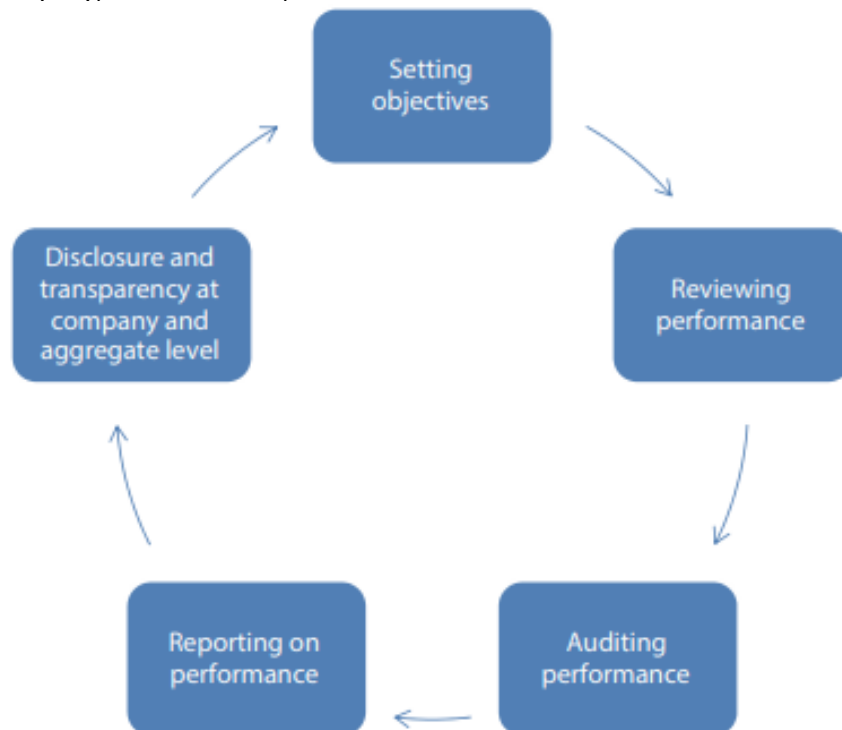 Setting
objectives
Reviewing
performance
Auditing
performance
Reporting on
performance
Disclosure and
transparency at
company and
aggregate level